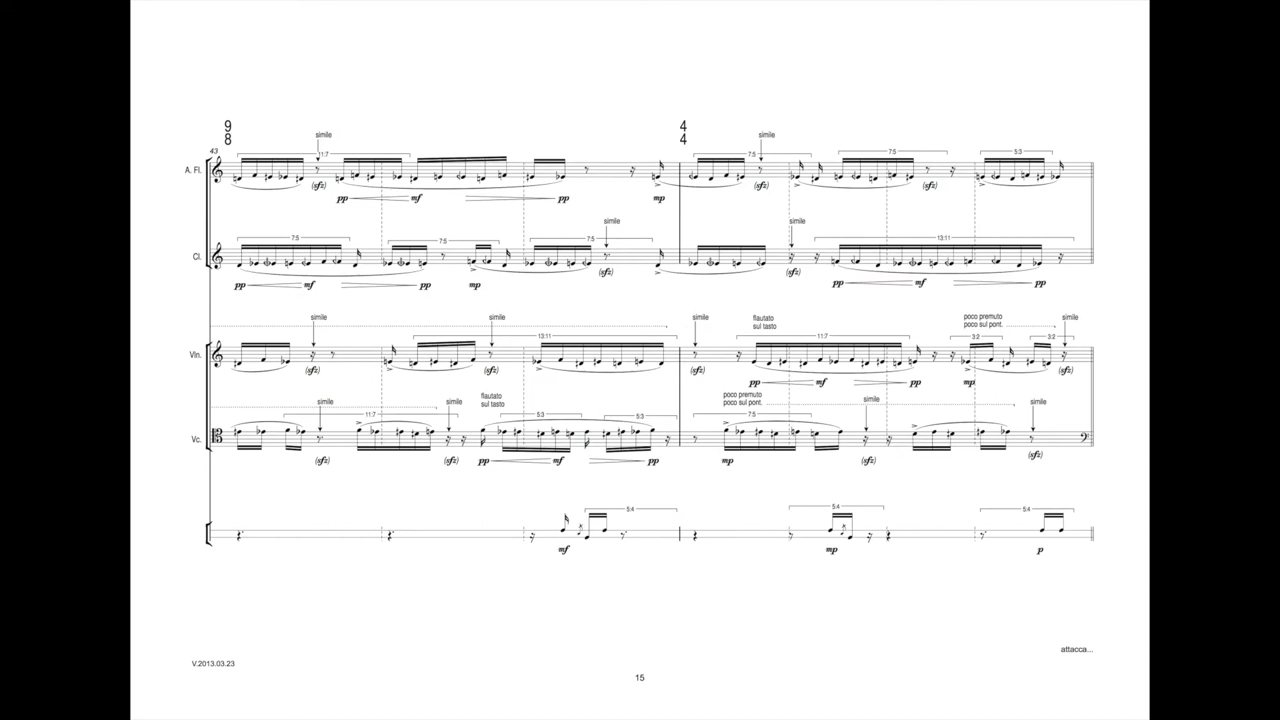 9 4
8 4
43 simile simile
11:7 7:5 7:5 5:3
A. Fl.
(sfz) (sfz) (sfz)
pp mf pp mp
simile simile
7:5 7:5 7:5 13:11
Cl.
(sfz) (sfz)
pp mf pp mp pp mf pp
simile simile simile flautato sul tasto poco premuto poco sul pont. simile
13:11 11:7 3:2 3:2
Vln.
(sfz) (sfz) (sfz) (sfz)
pp mf pp mp
simile simile flautato sul tasto poco premuto poco sul pont. simile simile
11:7 5:3 5:3 7:5
Vc.
(sfz) (sfz) (sfz) (sfz)
pp mf pp mp
5:4 5:4 5:4
mf mp p
attacca...
V.2013.03.23
15